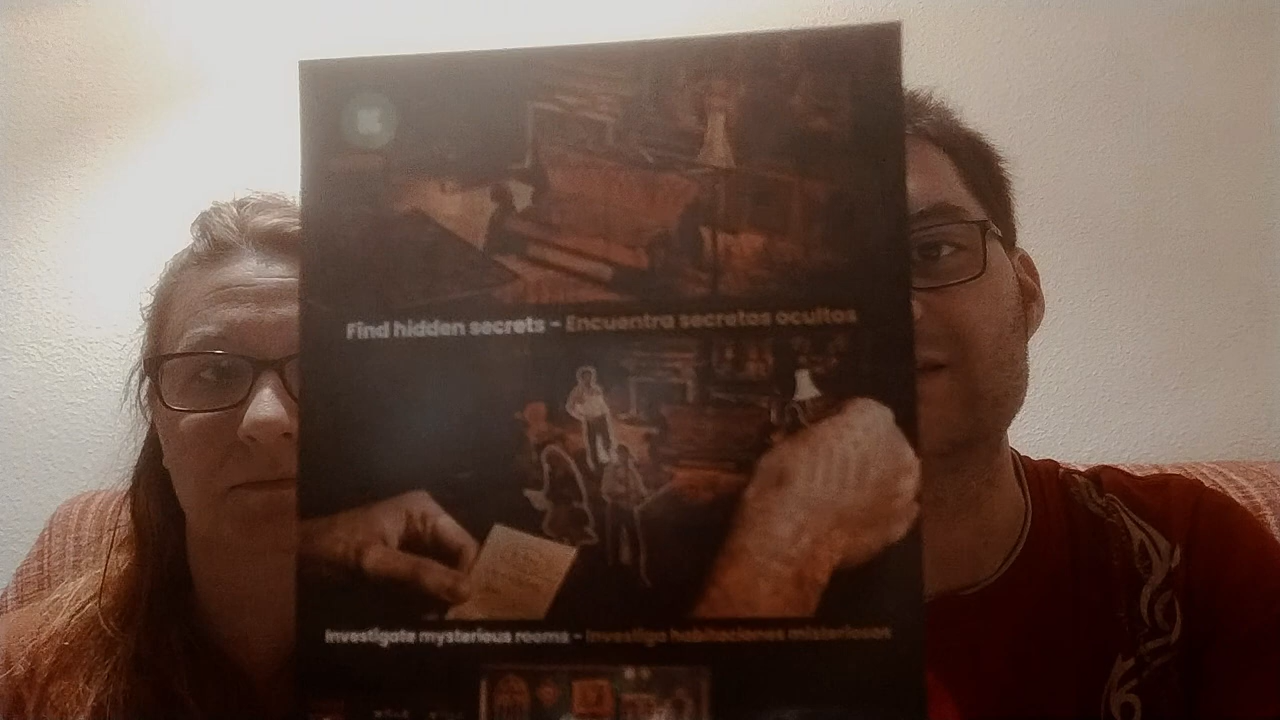 Find hidden secrets - Encuentra secretos ocultos
Investigate mysterious rooms - Investiga habitaciones misteriosas